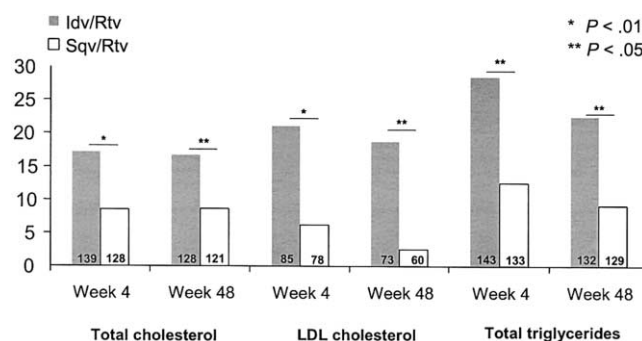 Idv/Rtv
Sqv/Rtv
* P < .01
** P < .05
30
25
20
15
10
5
0
* ** * ** ** **
139 128 128 121 85 78 73 60 143 133 132 129
Week 4 Week 48 Week 4 Week 48 Week 4 Week 48
Total cholesterol LDL cholesterol Total triglycerides